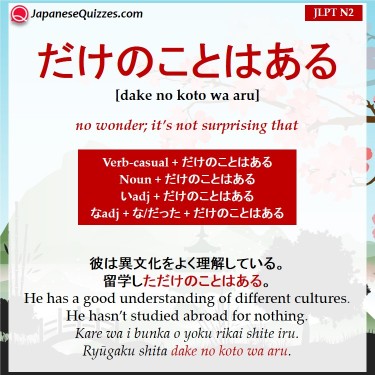 JapaneseQuizzes.com
JLPT N2
だけのことはある
[dake no koto wa aru]
no wonder; it's not surprising that
Verb-casual + だけのことはある
Noun + だけのことはある
いadj + だけのことはある
なadj + な/だった + だけのことはある
彼は異文化をよく理解している。
留学しただけのことはある。
He has a good understanding of different cultures.
He hasn't studied abroad for nothing.
Kare wa i bunka o yoku rikai shite iru.
Ryūgaku shita dake no koto wa aru.